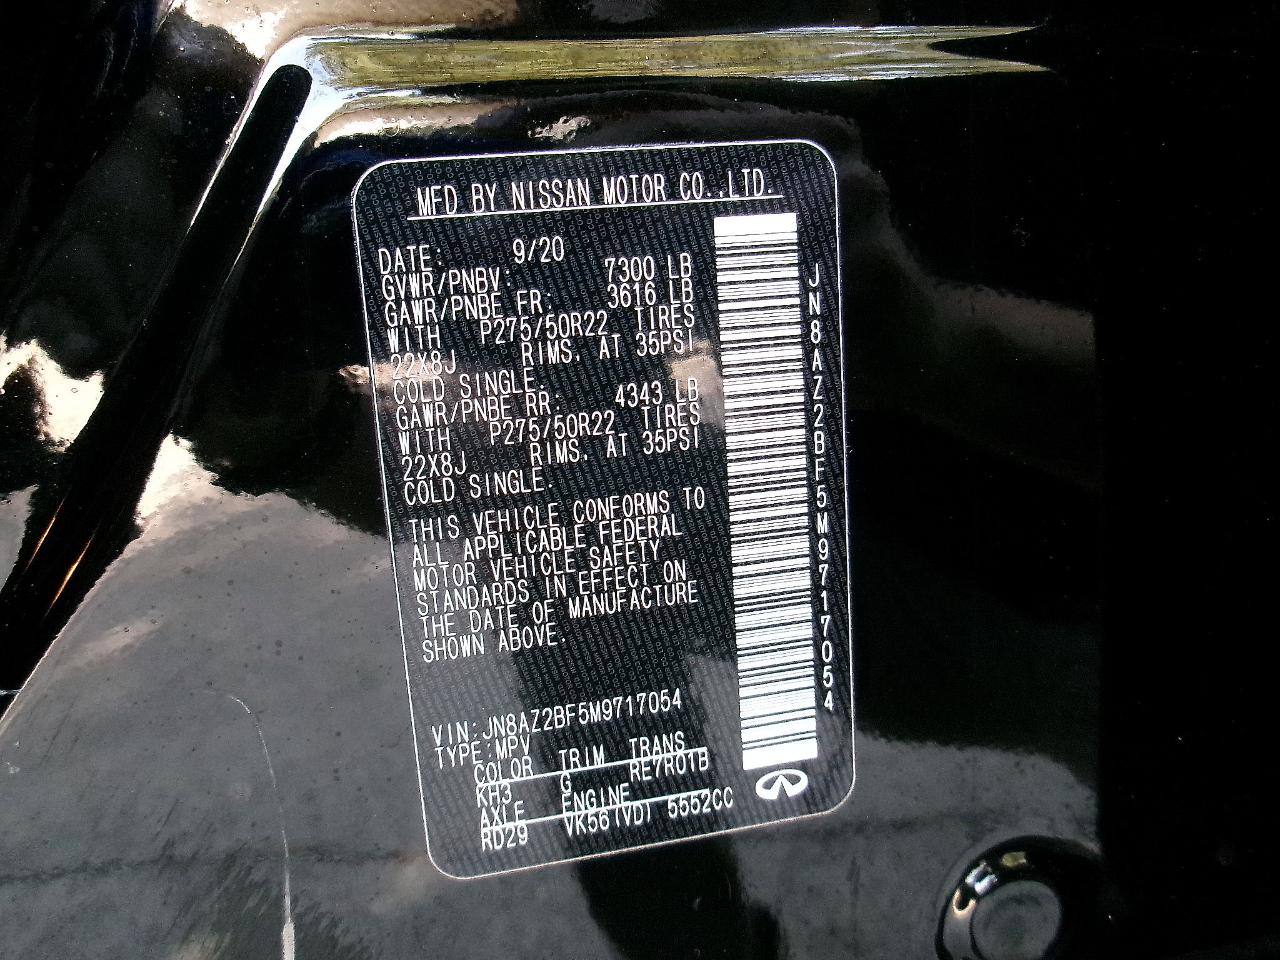 MFD BY NISSAN MOTOR CO.,LTD.
DATE: 9/20
GVWR/PNBV: 7300 LB
GAWR/PNBE FR: 3616 LB
WITH P275/50R22 TIRES
22X8J RIMS. AT 35PSI
COLD SINGLE.
GAWR/PNBE RR: 4343 LB
WITH P275/50R22 TIRES
22X8J RIMS. AT 35PSI
COLD SINGLE.
THIS VEHICLE CONFORMS TO
ALL APPLICABLE FEDERAL
MOTOR VEHICLE SAFETY
STANDARDS IN EFFECT ON
THE DATE OF MANUFACTURE
SHOWN ABOVE.
VIN:JN8AZ2BF5M9717054
TYPE:MPV
COLOR TRIM TRANS
KH3 G RE7R01B
AXLE ENGINE
RD29 VK56(VD) 5552CC
JN8AZ2BF5M9717054